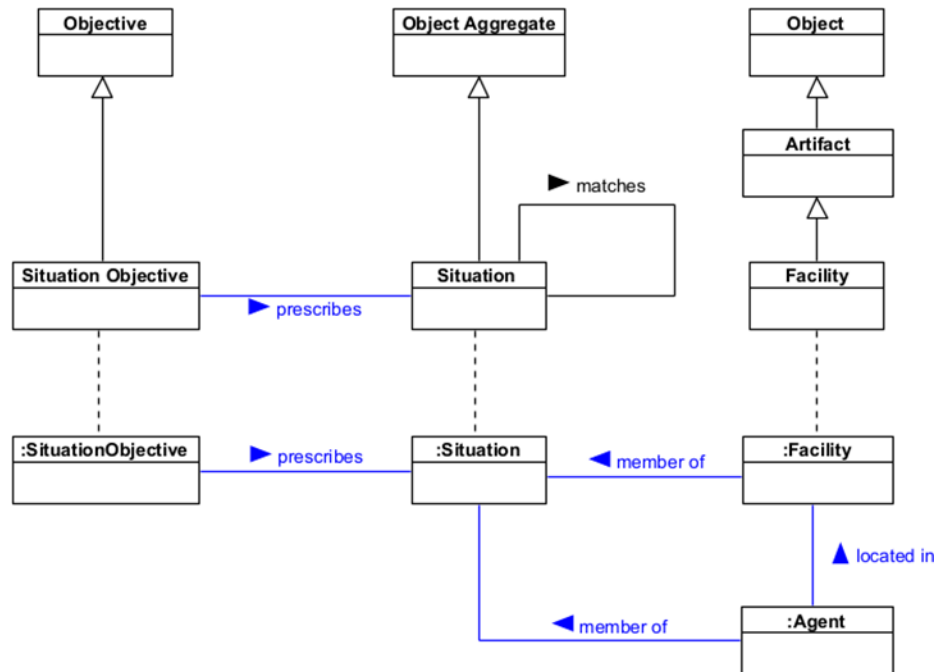 Objective
Object Aggregate
Object
Artifact
matches
Situation Objective
Situation
Facility
prescribes
:SituationObjective
:Situation
:Facility
prescribes
member of
located in
:Agent
member of